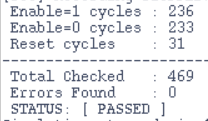 Enable=1 cycles : 236
Enable=0 cycles : 233
Reset cycles    : 31
----------------------------
Total Checked   : 469
Errors Found    : 0
STATUS: [ PASSED ]